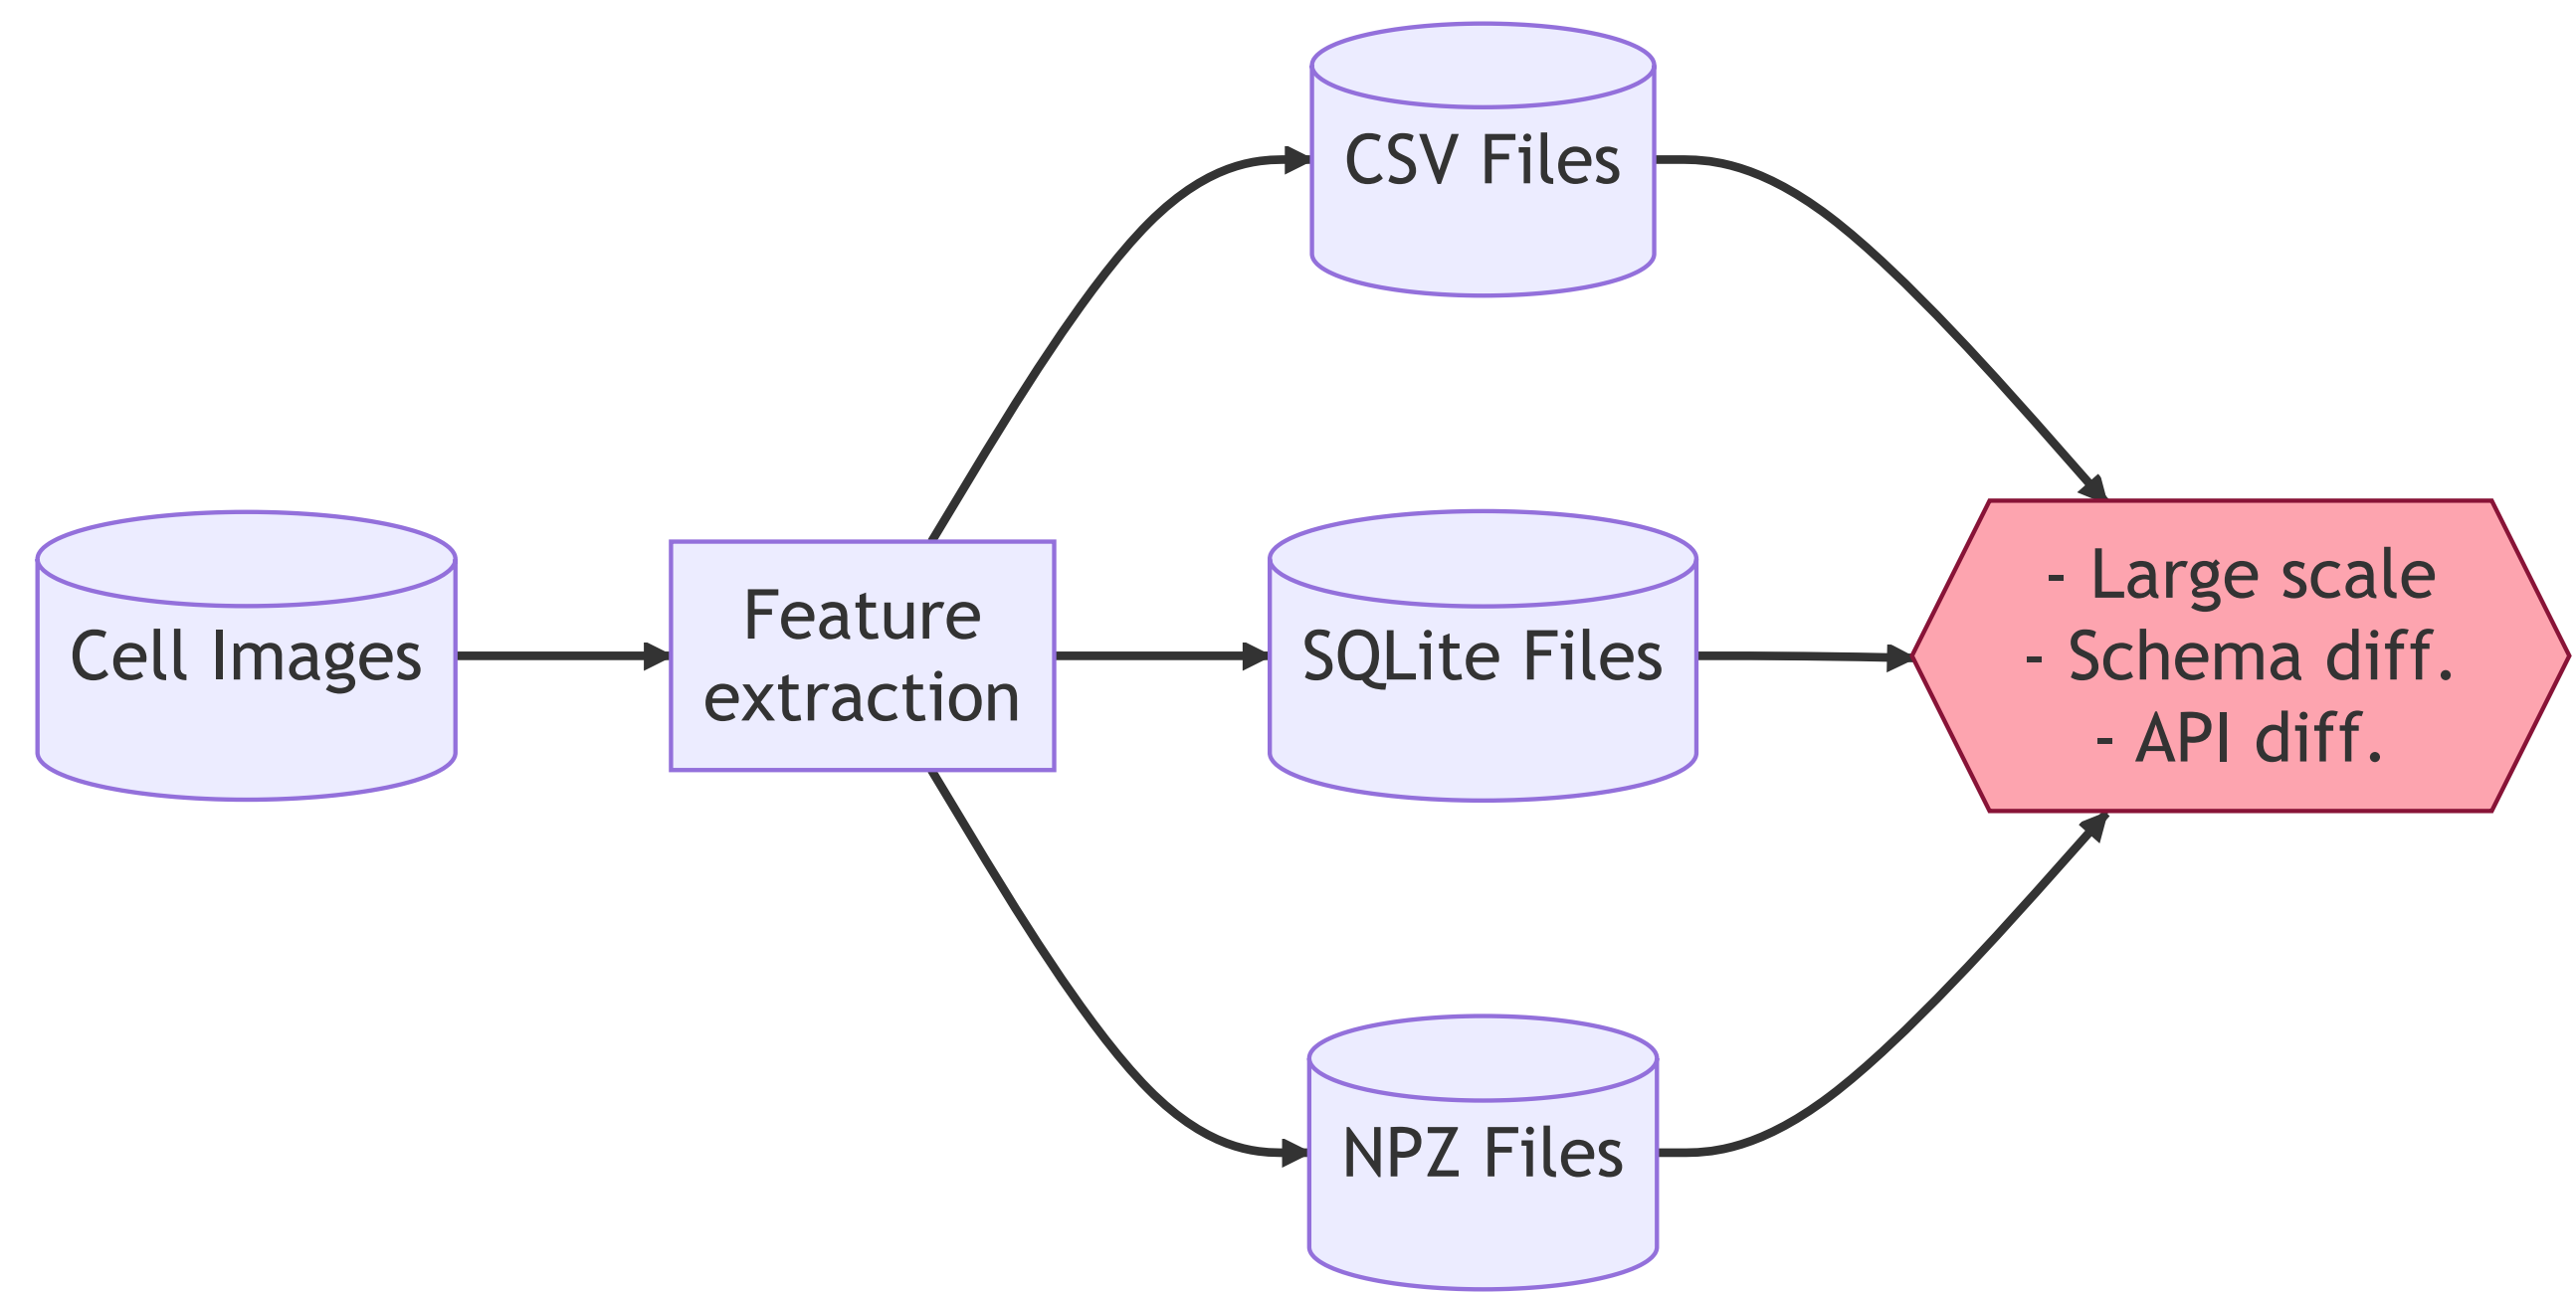 Cell Images
Feature
extraction
CSV Files
SQLite Files
NPZ Files
- Large scale
- Schema diff.
- API diff.